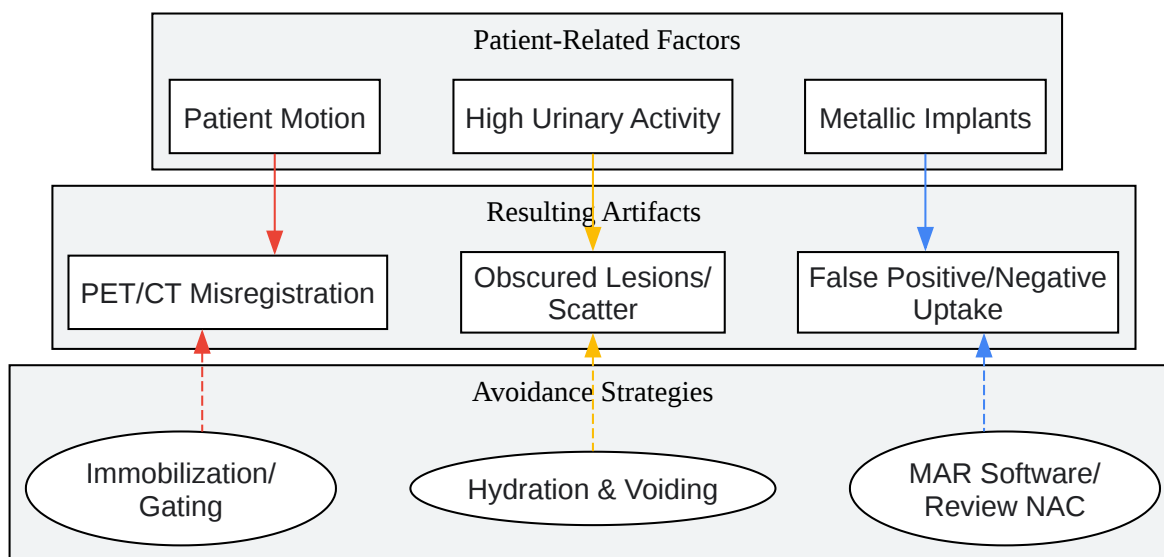 Patient-Related Factors
Patient Motion
High Urinary Activity
Metallic Implants
Resulting Artifacts
PET/CT Misregistration
Obscured Lesions/
Scatter
False Positive/Negative
Uptake
Avoidance Strategies
Immobilization/
Gating
Hydration & Voiding
MAR Software/
Review NAC